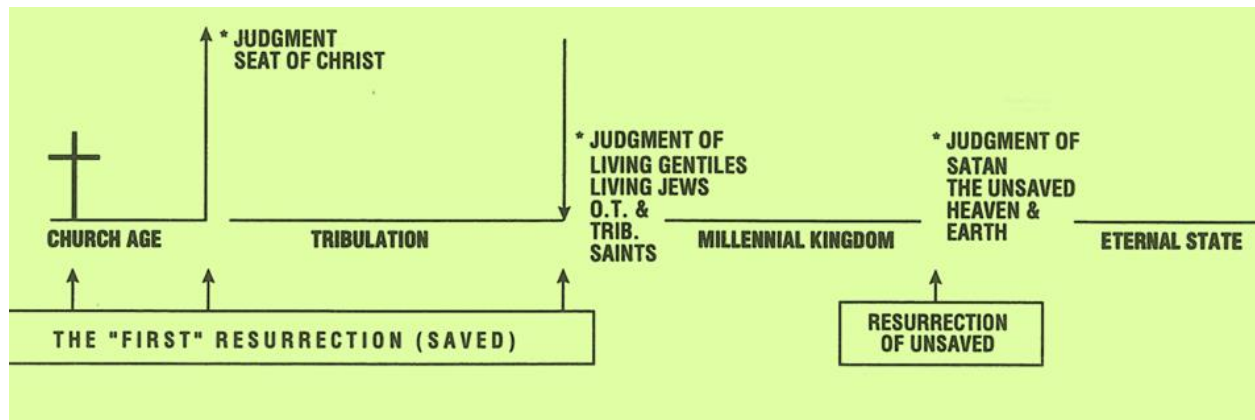 * JUDGMENT
SEAT OF CHRIST
* JUDGMENT OF
LIVING GENTILES
LIVING JEWS
O.T. &
TRIB.
SAINTS
* JUDGMENT OF
SATAN
THE UNSAVED
HEAVEN &
EARTH
CHURCH AGE
TRIBULATION
MILLENNIAL KINGDOM
ETERNAL STATE
THE "FIRST" RESURRECTION (SAVED)
RESURRECTION
OF UNSAVED